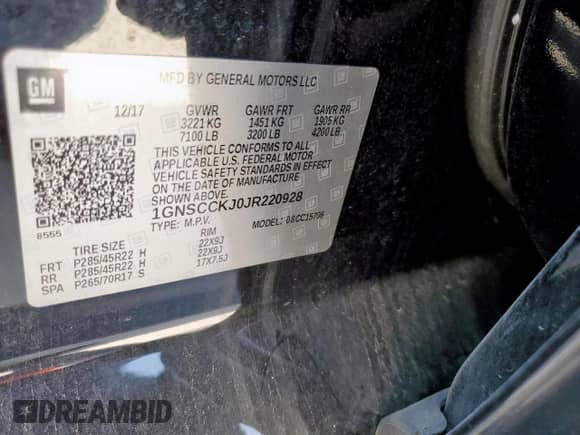 GM
MFD BY GENERAL MOTORS LLC
12/17 GVWR GAWR FRT GAWR RR
3221 KG 1451 KG 1905 KG
7100 LB 3200 LB 4200 LB
THIS VEHICLE CONFORMS TO ALL
APPLICABLE U.S. FEDERAL MOTOR
VEHICLE SAFETY STANDARDS IN EFFECT
ON THE DATE OF MANUFACTURE
SHOWN ABOVE.
1GNSCCKJ0JR220928
8555 TYPE: M.P.V. MODEL: 08CC15706
TIRE SIZE RIM
FRT P285/45R22 H 22X9J
RR P285/45R22 H 22X9J
SPA P265/70R17 S 17X7.5J
DREAMBID